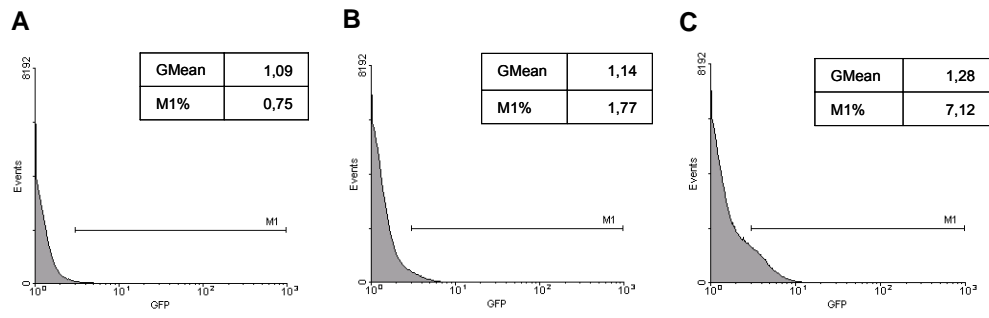 A
GMean 1,09
M1% 0,75
8192
Events
0
M1
10⁰ 10¹ 10² 10³
GFP
B
GMean 1,14
M1% 1,77
8192
Events
0
M1
10⁰ 10¹ 10² 10³
GFP
C
GMean 1,28
M1% 7,12
8192
Events
0
M1
10⁰ 10¹ 10² 10³
GFP